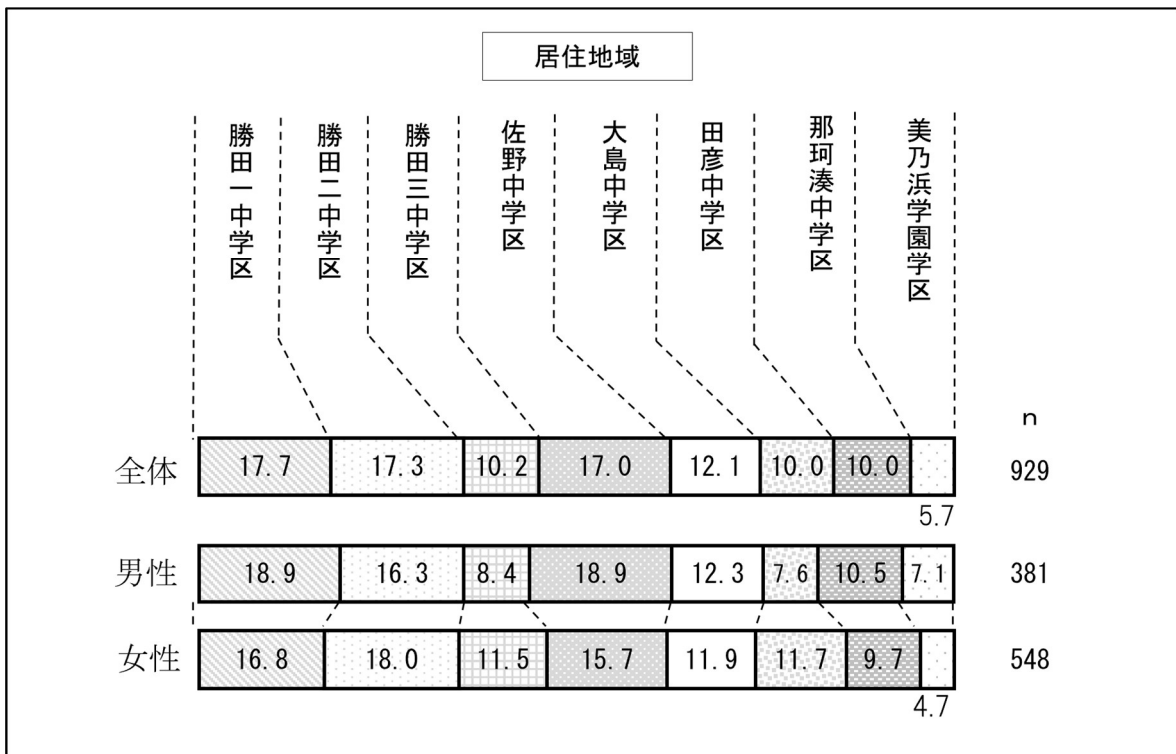 居住地域
勝田一中学区
勝田二中学区
勝田三中学区
佐野中学区
大島中学区
田彦中学区
那珂湊中学区
美乃浜学園学区
n
全体 17.7 17.3 10.2 17.0 12.1 10.0 10.0 929
5.7
男性 18.9 16.3 8.4 18.9 12.3 7.6 10.5 7.1 381
女性 16.8 18.0 11.5 15.7 11.9 11.7 9.7 548
4.7